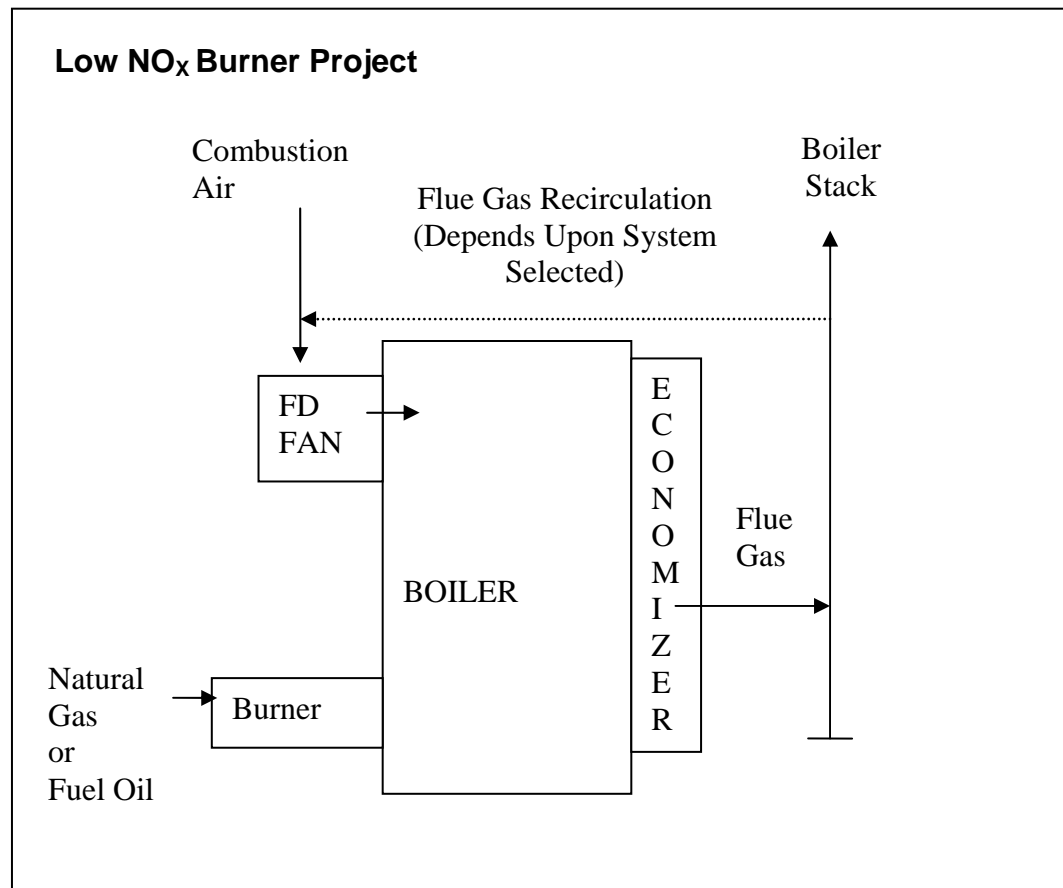 Low NOX Burner Project
Combustion
Air
Boiler
Stack
Flue Gas Recirculation
(Depends Upon System
Selected)
FD
FAN
E
C
O
N
O
M
I
Z
E
R
Flue
Gas
BOILER
Natural
Gas
or
Fuel Oil
Burner